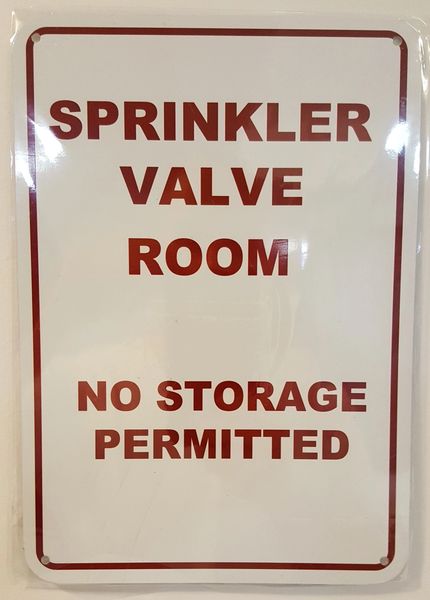 SPRINKLER
VALVE
ROOM
NO STORAGE
PERMITTED